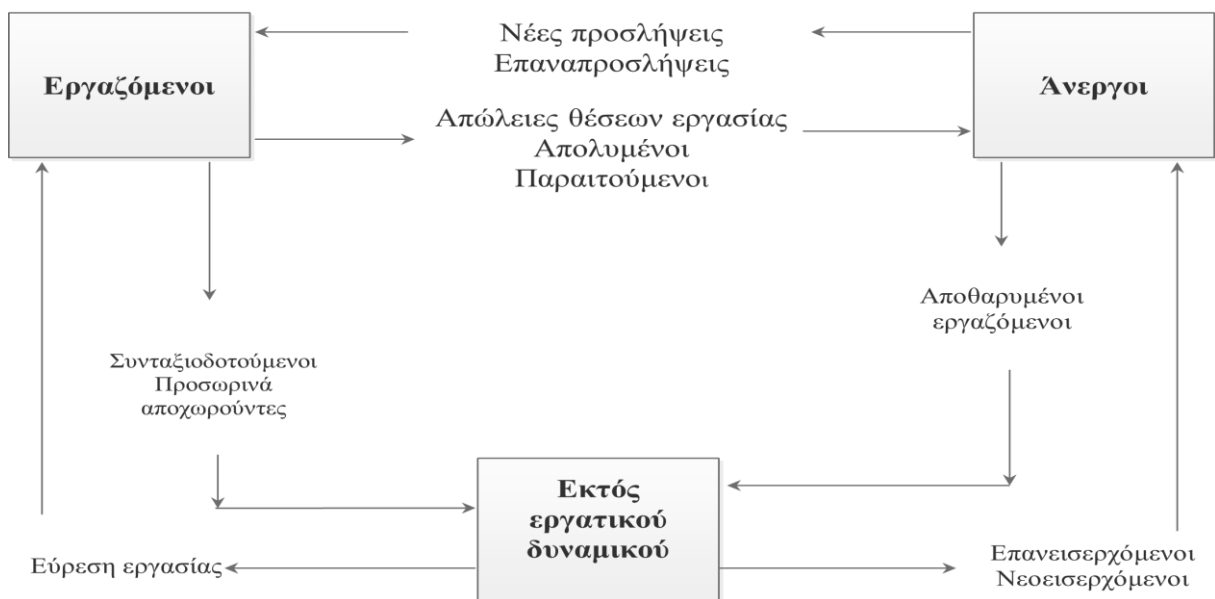 Νέες προσλήψεις
Επαναπροσλήψεις
Εργαζόμενοι
Άνεργοι
Απώλειες θέσεων εργασίας
Απολυμένοι
Παραιτούμενοι
Αποθαρυμένοι
εργαζόμενοι
Συνταξιοδοτούμενοι
Προσωρινά
αποχωρούντες
Εκτός
εργατικού
δυναμικού
Εύρεση εργασίας
Επανεισερχόμενοι
Νεοεισερχόμενοι